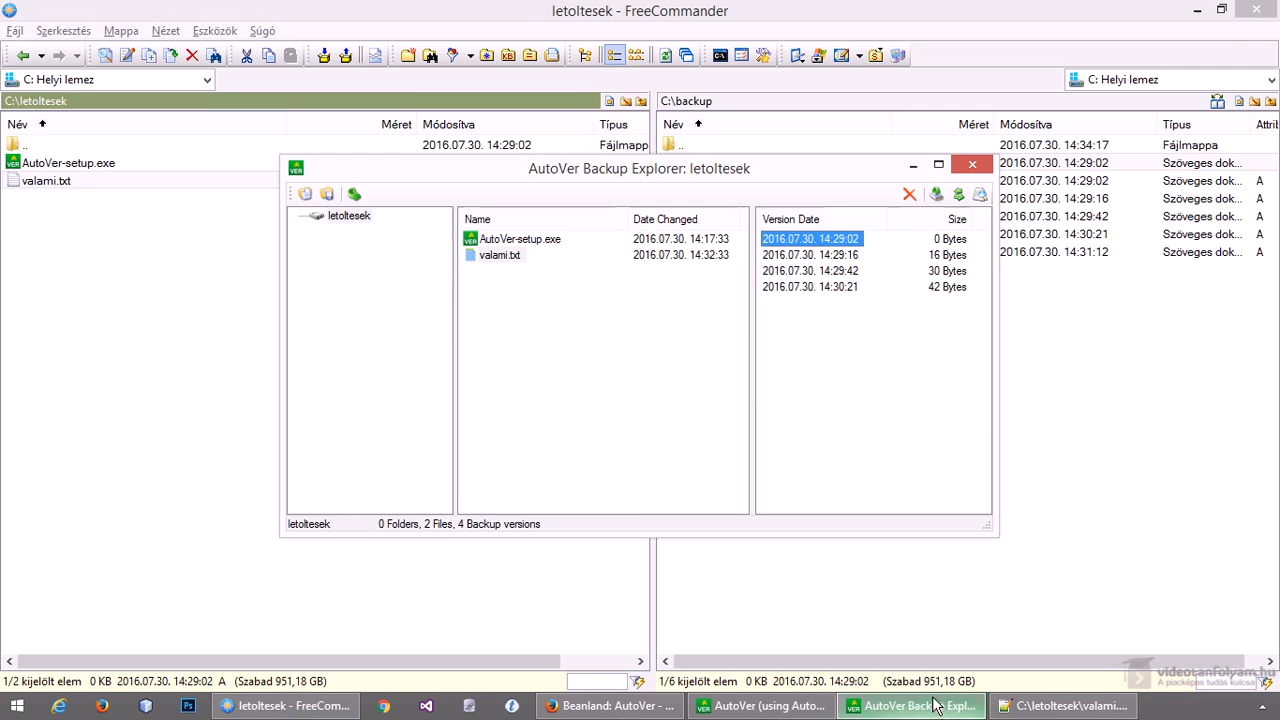 letoltesek - FreeCommander
Fájl Szerkesztés Mappa Nézet Eszközök Súgó
C: Helyi lemez
C: Helyi lemez
C:\letoltesek
C:\backup
Név Méret Módosítva Típus
Név Méret Módosítva Típus Attrib
.. 2016.07.30. 14:29:02 Fájlmapp
.. 2016.07.30. 14:34:17 Fájlmappa
AutoVer-setup.exe
valami.txt
2016.07.30. 14:29:02 Szöveges dok...
2016.07.30. 14:29:02 Szöveges dok... A
2016.07.30. 14:29:16 Szöveges dok... A
2016.07.30. 14:29:42 Szöveges dok... A
2016.07.30. 14:30:21 Szöveges dok... A
2016.07.30. 14:31:12 Szöveges dok... A
AutoVer Backup Explorer: letoltesek
letoltesek
Name Date Changed
AutoVer-setup.exe 2016.07.30. 14:17:33
valami.txt 2016.07.30. 14:32:33
Version Date Size
2016.07.30. 14:29:02 0 Bytes
2016.07.30. 14:29:16 16 Bytes
2016.07.30. 14:29:42 30 Bytes
2016.07.30. 14:30:21 42 Bytes
letoltesek 0 Folders, 2 Files, 4 Backup versions
videotanfolyam.hu
A piacképes tudás kulcsa
1/2 kijelölt elem 0 KB 2016.07.30. 14:29:02 A (Szabad 951,18 GB)
1/6 kijelölt elem 0 KB 2016.07.30. 14:29:02 (Szabad 951,18 GB)
letoltesek - FreeCom...
Beanland: AutoVer - ...
AutoVer (using Auto...
AutoVer Backup Expl...
C:\letoltesek\valami....